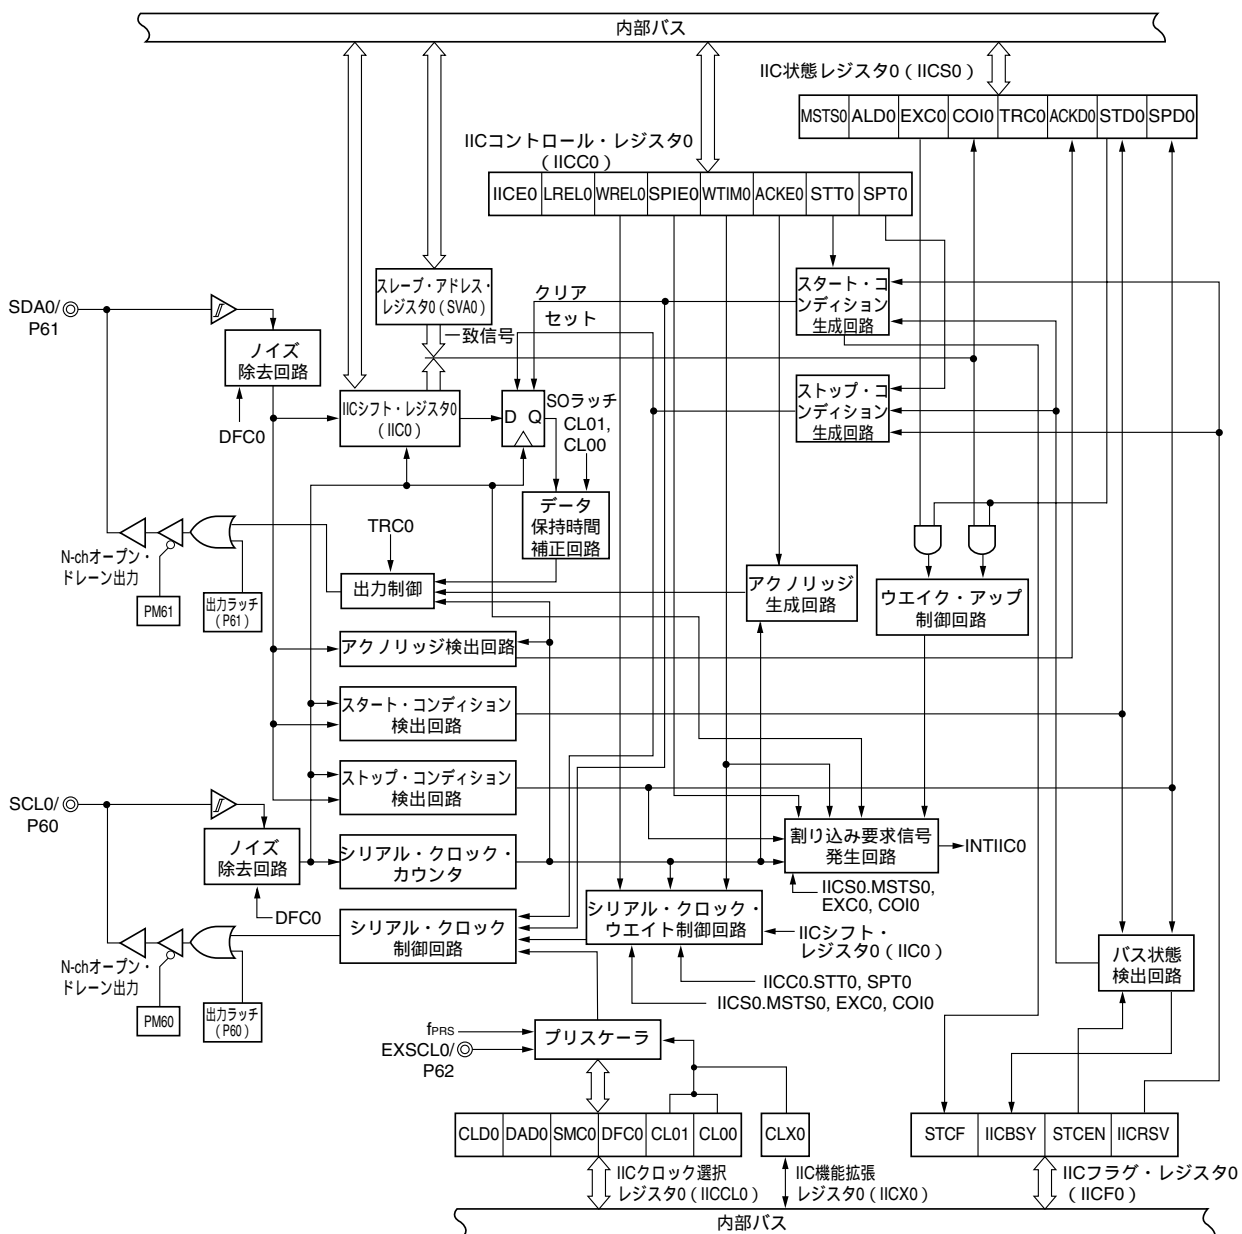 内部バス
IIC状態レジスタ0（IICS0）
MSTS0 ALD0 EXC0 COI0 TRC0 ACKD0 STD0 SPD0
IICコントロール・レジスタ0
（IICC0）
IICE0 LREL0 WREL0 SPIE0 WTIM0 ACKE0 STT0 SPT0
スレーブ・アドレス・
レジスタ0（SVA0）
クリア
セット
一致信号
スタート・コ
ンディション
生成回路
SDA0/
P61
ノイズ
除去回路
DFC0
IICシフト・レジスタ0
（IIC0）
D Q
SOラッチ
CL01,
CL00
ストップ・コ
ンディション
生成回路
データ
保持時間
補正回路
TRC0
N-chオープン・
ドレーン出力
PM61
出力ラッチ
（P61）
出力制御
アクノリッジ
生成回路
ウエイク・アップ
制御回路
アクノリッジ検出回路
スタート・コンディション
検出回路
ストップ・コンディション
検出回路
SCL0/
P60
ノイズ
除去回路
DFC0
シリアル・クロック・
カウンタ
割り込み要求信号
発生回路
INTIIC0
IICS0.MSTS0,
EXC0, COI0
シリアル・クロック
制御回路
シリアル・クロック・
ウエイト制御回路
IICシフト・
レジスタ0（IIC0）
IICC0.STT0, SPT0
IICS0.MSTS0, EXC0, COI0
バス状態
検出回路
N-chオープン・
ドレーン出力
PM60
出力ラッチ
（P60）
fPRS
EXSCL0/
P62
プリスケーラ
CLD0 DAD0 SMC0 DFC0 CL01 CL00
CLX0
STCF IICBSY STCEN IICRSV
IICクロック選択
レジスタ0（IICCL0）
IIC機能拡張
レジスタ0（IICX0）
IICフラグ・レジスタ0
（IICF0）
内部バス